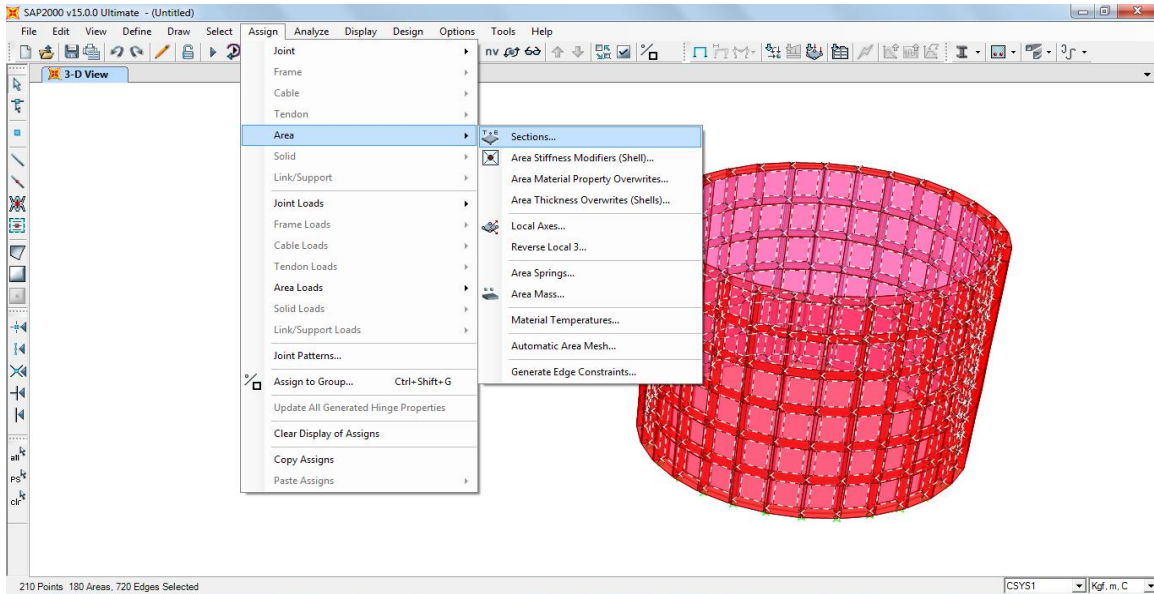 SAP2000 v15.0.0 Ultimate - (Untitled)
File Edit View Define Draw Select Assign Analyze Display Design Options Tools Help
nv
3-D View
Joint
Frame
Cable
Tendon
Area
Solid
Link/Support
Joint Loads
Frame Loads
Cable Loads
Tendon Loads
Area Loads
Solid Loads
Link/Support Loads
Joint Patterns...
Assign to Group... Ctrl+Shift+G
Update All Generated Hinge Properties
Clear Display of Assigns
Copy Assigns
Paste Assigns
Sections...
Area Stiffness Modifiers (Shell)...
Area Material Property Overwrites...
Area Thickness Overwrites (Shells)...
Local Axes...
Reverse Local 3...
Area Springs...
Area Mass...
Material Temperatures...
Automatic Area Mesh...
Generate Edge Constraints...
all
PS
clr
210 Points 180 Areas, 720 Edges Selected
CSYS1
Kgf, m, C